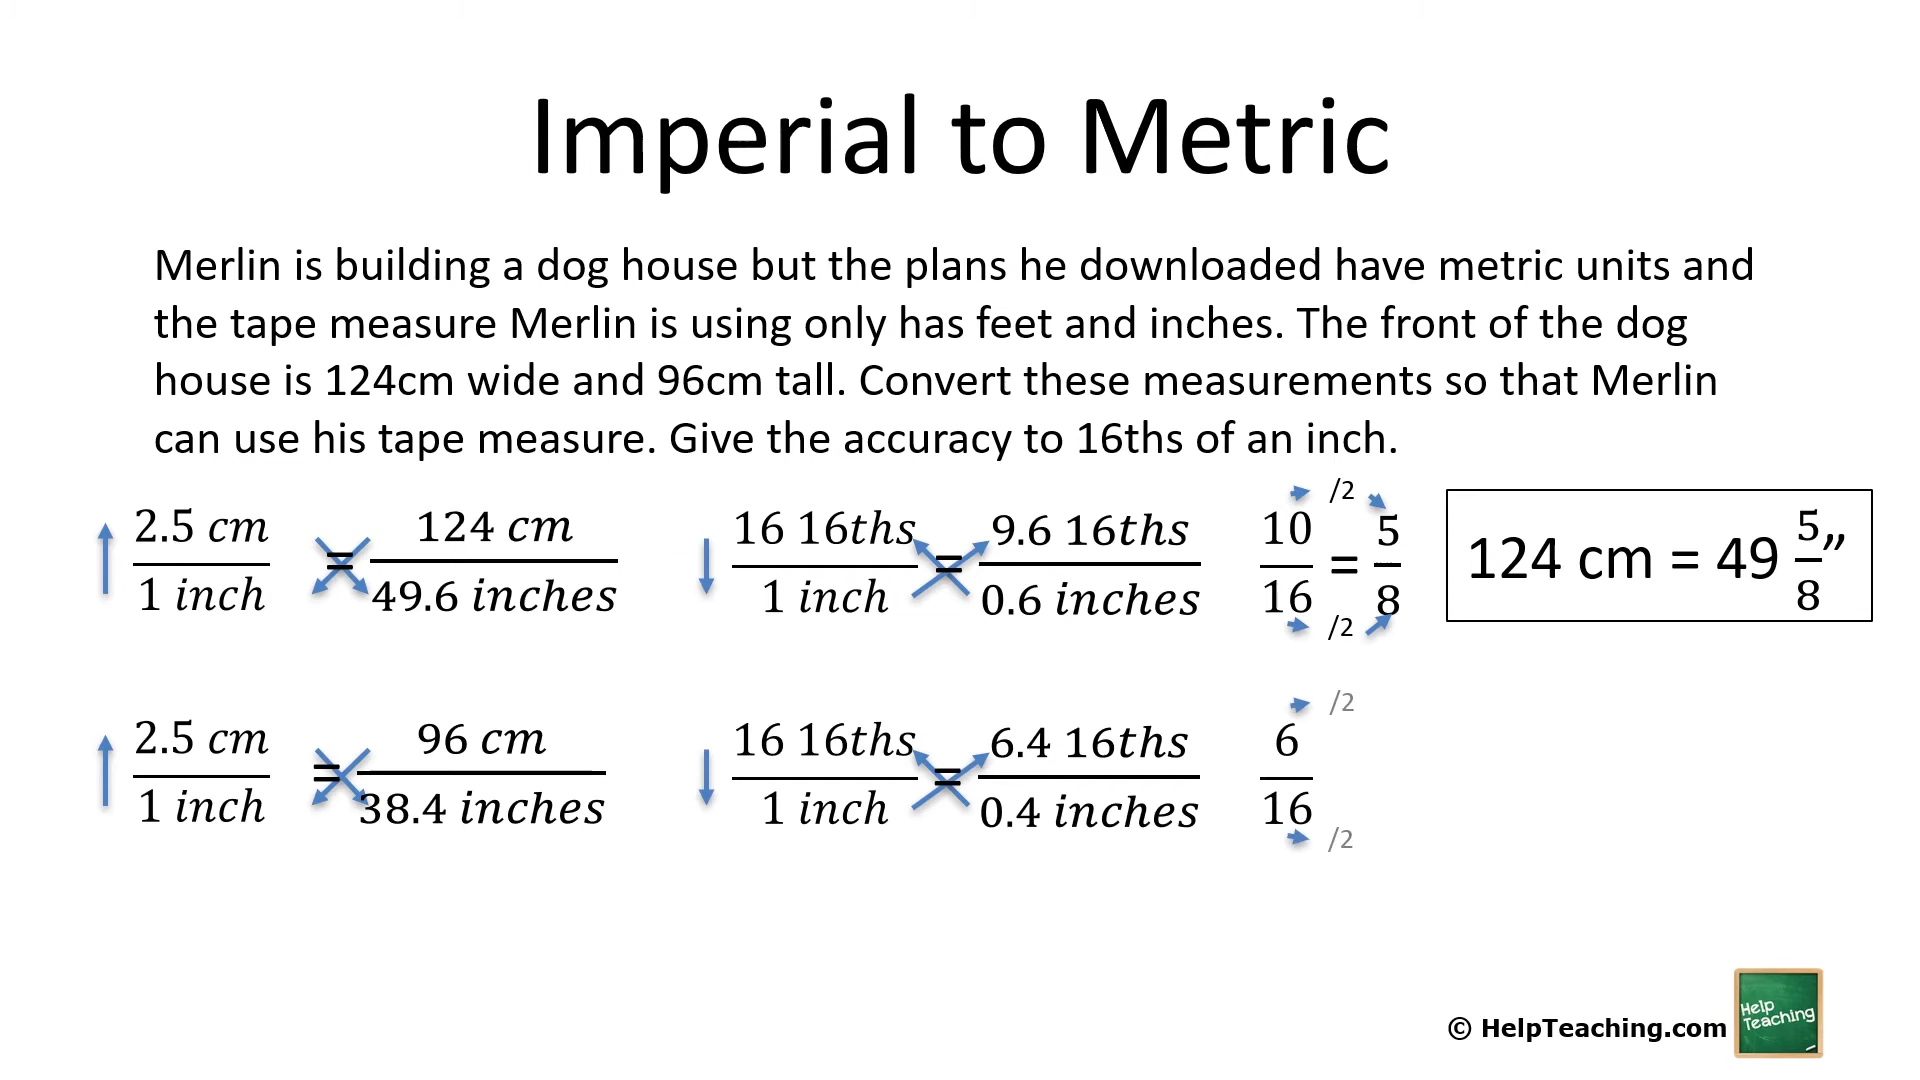 Imperial to Metric
Merlin is building a dog house but the plans he downloaded have metric units and
the tape measure Merlin is using only has feet and inches. The front of the dog
house is 124cm wide and 96cm tall. Convert these measurements so that Merlin
can use his tape measure. Give the accuracy to 16ths of an inch.
2.5 cm / 1 inch = 124 cm / 49.6 inches
16 16ths / 1 inch = 9.6 16ths / 0.6 inches
/2
10/16 = 5/8
/2
124 cm = 49 5/8”
2.5 cm / 1 inch = 96 cm / 38.4 inches
16 16ths / 1 inch = 6.4 16ths / 0.4 inches
/2
6/16
/2
© HelpTeaching.com
Help
Teaching